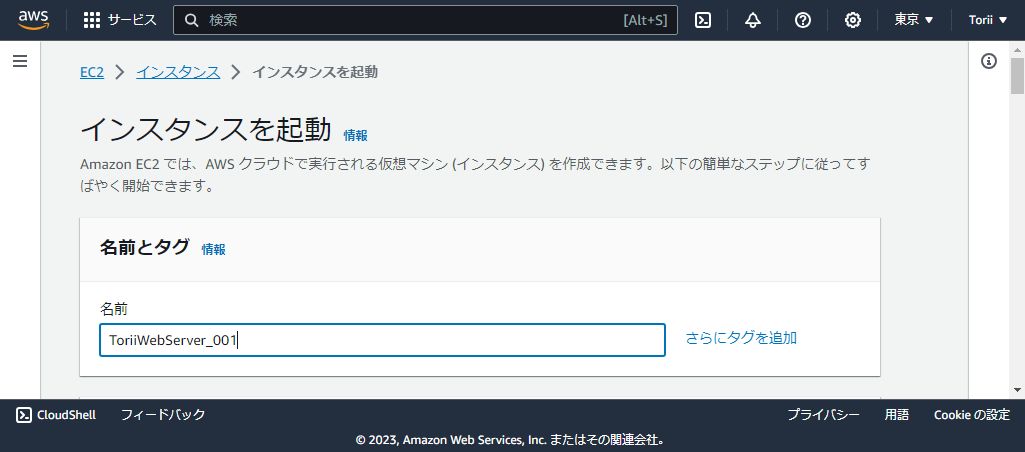 aws サービス 検索 [Alt+S] 東京 ▼ Torii ▼
EC2 > インスタンス > インスタンスを起動
インスタンスを起動 情報
Amazon EC2 では、AWS クラウドで実行される仮想マシン (インスタンス) を作成できます。以下の簡単なステップに従ってす
ばやく開始できます。
名前とタグ 情報
名前
ToriiWebServer_001
さらにタグを追加
CloudShell フィードバック プライバシー 用語 Cookie の設定
© 2023, Amazon Web Services, Inc. またはその関連会社。